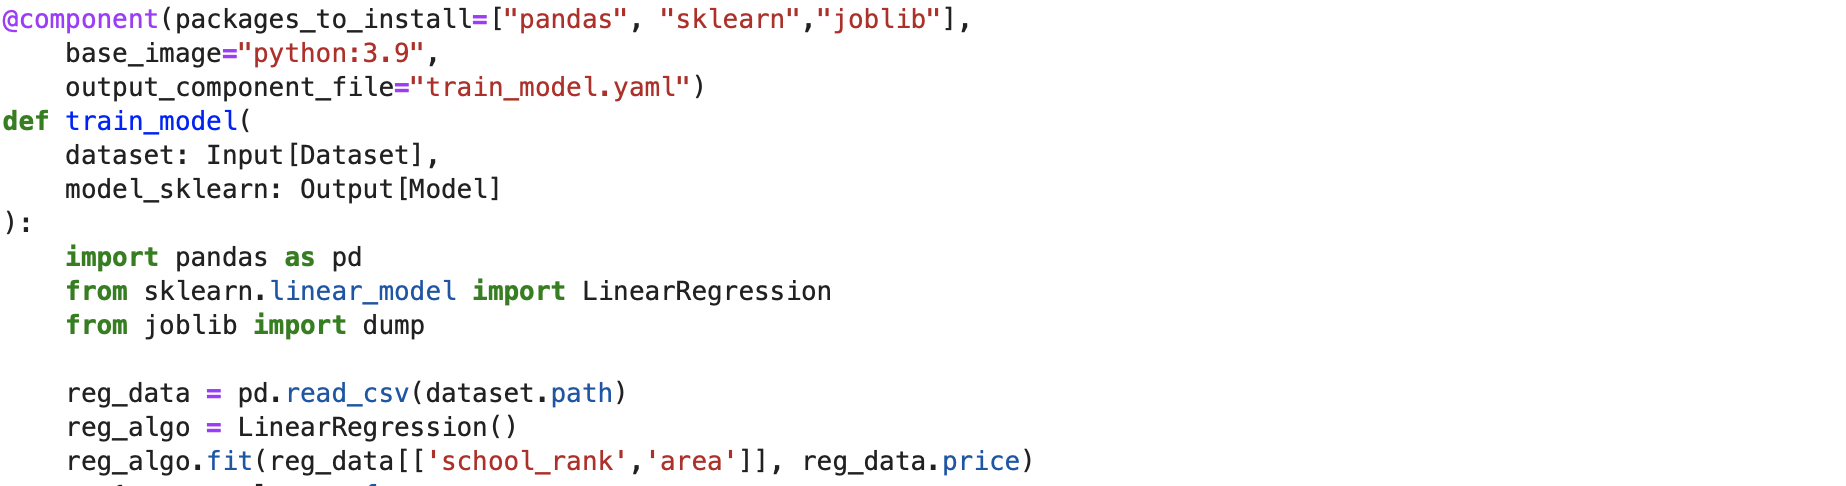 @component(packages_to_install=["pandas", "sklearn","joblib"],
    base_image="python:3.9",
    output_component_file="train_model.yaml")
def train_model(
    dataset: Input[Dataset],
    model_sklearn: Output[Model]
):
    import pandas as pd
    from sklearn.linear_model import LinearRegression
    from joblib import dump

    reg_data = pd.read_csv(dataset.path)
    reg_algo = LinearRegression()
    reg_algo.fit(reg_data[['school_rank','area']], reg_data.price)